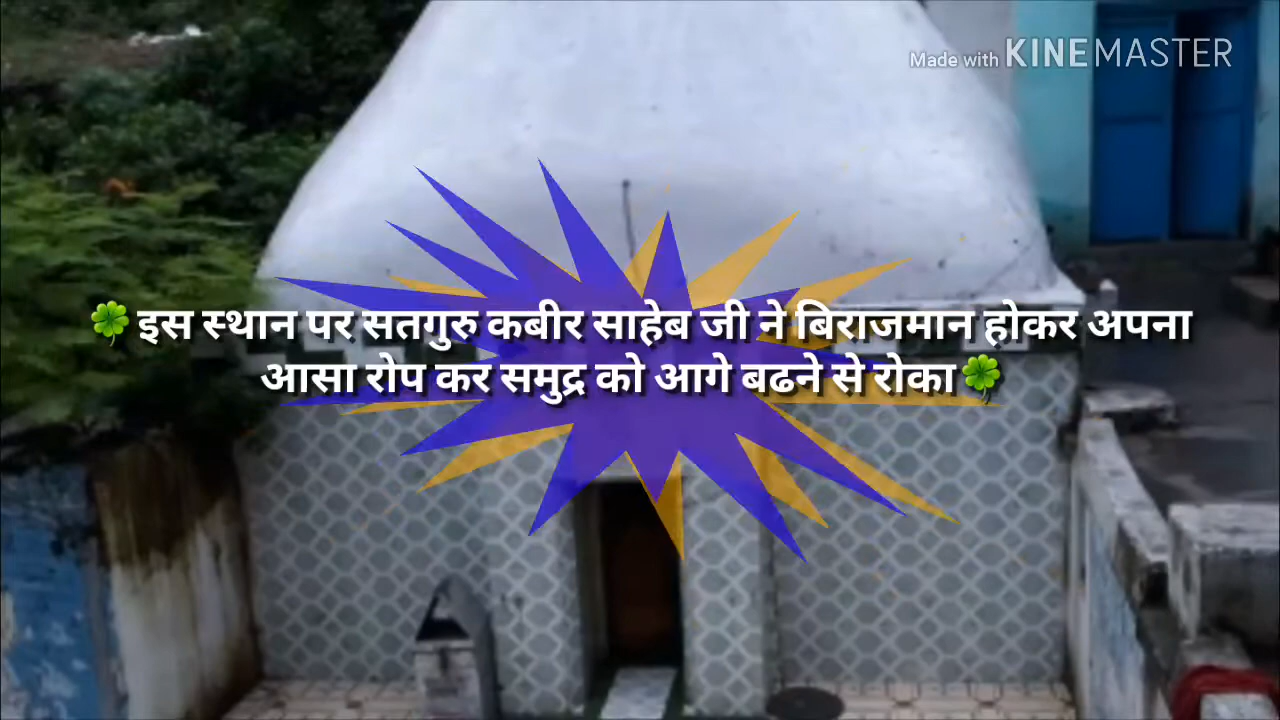 Made with KINEMASTER
🍀इस स्थान पर सतगुरु कबीर साहेब जी ने बिराजमान होकर अपना
आसा रोप कर समुद्र को आगे बढने से रोका🍀